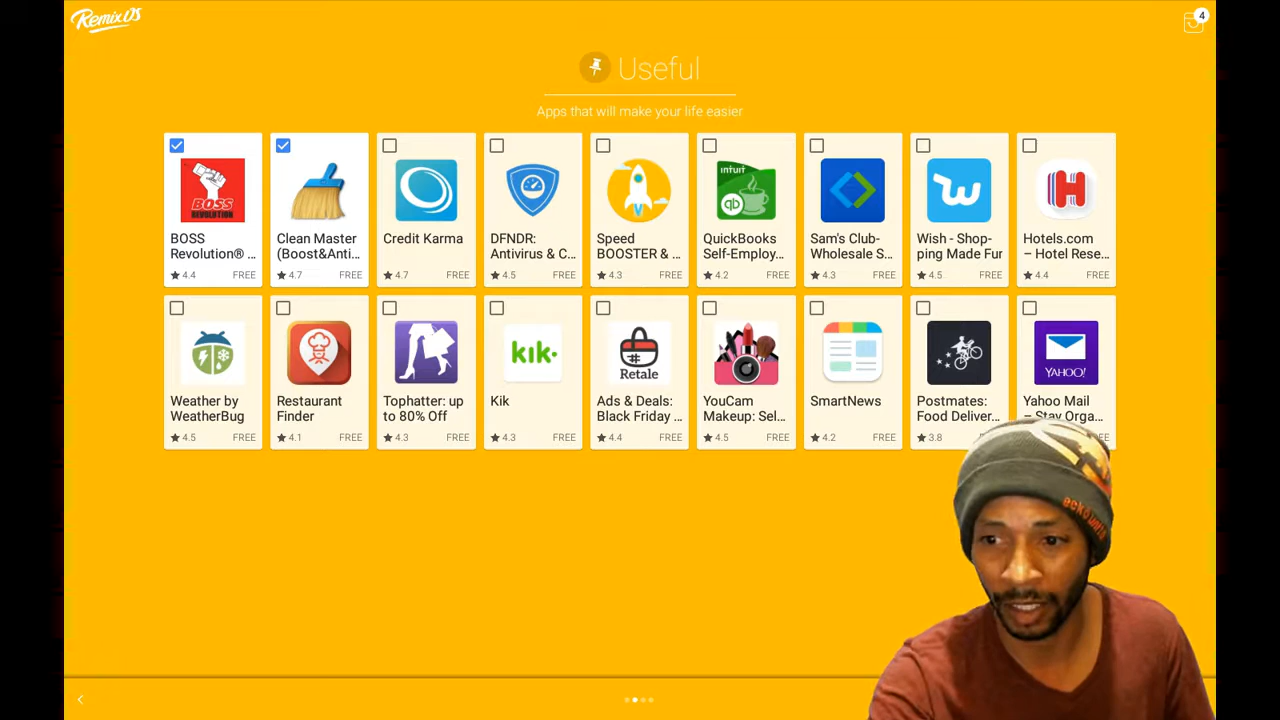 Remix OS
4
Useful
Apps that will make your life easier
BOSS REVOLUTION
intuit
qb
BOSS Revolution® ...
Clean Master (Boost&Anti...
Credit Karma
DFNDR: Antivirus & C...
Speed BOOSTER & ...
QuickBooks Self-Employ...
Sam's Club- Wholesale S...
Wish - Shop-ping Made Fun
Hotels.com – Hotel Rese...
4.4 FREE
4.7 FREE
4.7 FREE
4.5 FREE
4.3 FREE
4.2 FREE
4.3 FREE
4.5 FREE
4.4 FREE
kik
Retale
YAHOO!
Weather by WeatherBug
Restaurant Finder
Tophatter: up to 80% Off
Kik
Ads & Deals: Black Friday ...
YouCam Makeup: Sel...
SmartNews
Postmates: Food Deliver...
Yahoo Mail – Stay Orga...
4.5 FREE
4.1 FREE
4.3 FREE
4.3 FREE
4.4 FREE
4.5 FREE
4.2 FREE
3.8
ecko unltd